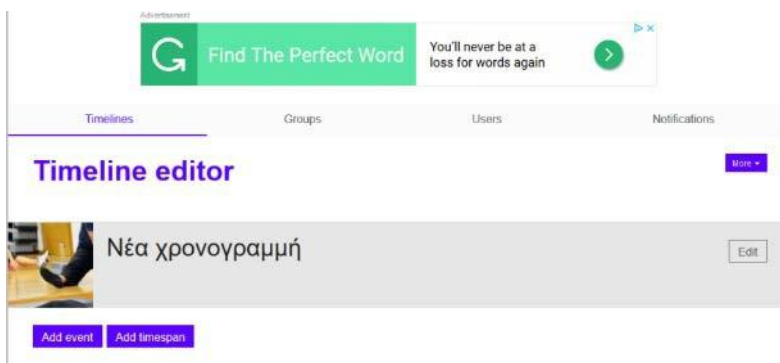 Advertisement
Find The Perfect Word
You'll never be at a
loss for words again
Timelines
Groups
Users
Notifications
Timeline editor
More
Νέα χρονογραμμή
Edit
Add event
Add timespan